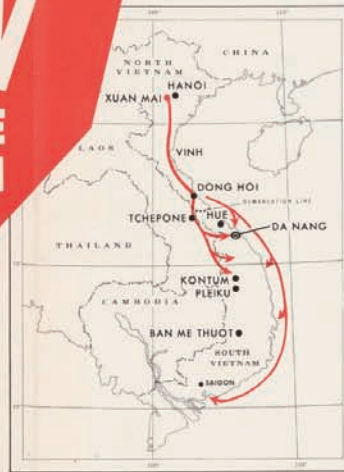 CHINA
NORTH
VIETNAM
HANOI
XUAN MAI
LAOS
VINH
DONG HOI
DEMARCATION LINE
TCHEPONE
HUE
DA NANG
THAILAND
KONTUM
PLEIKU
CAMBODIA
BAN ME THUOT
SOUTH
VIETNAM
SAIGON